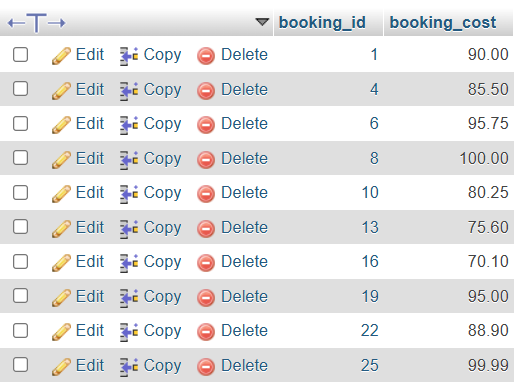 booking_id booking_cost
Edit Copy Delete 1 90.00
Edit Copy Delete 4 85.50
Edit Copy Delete 6 95.75
Edit Copy Delete 8 100.00
Edit Copy Delete 10 80.25
Edit Copy Delete 13 75.60
Edit Copy Delete 16 70.10
Edit Copy Delete 19 95.00
Edit Copy Delete 22 88.90
Edit Copy Delete 25 99.99